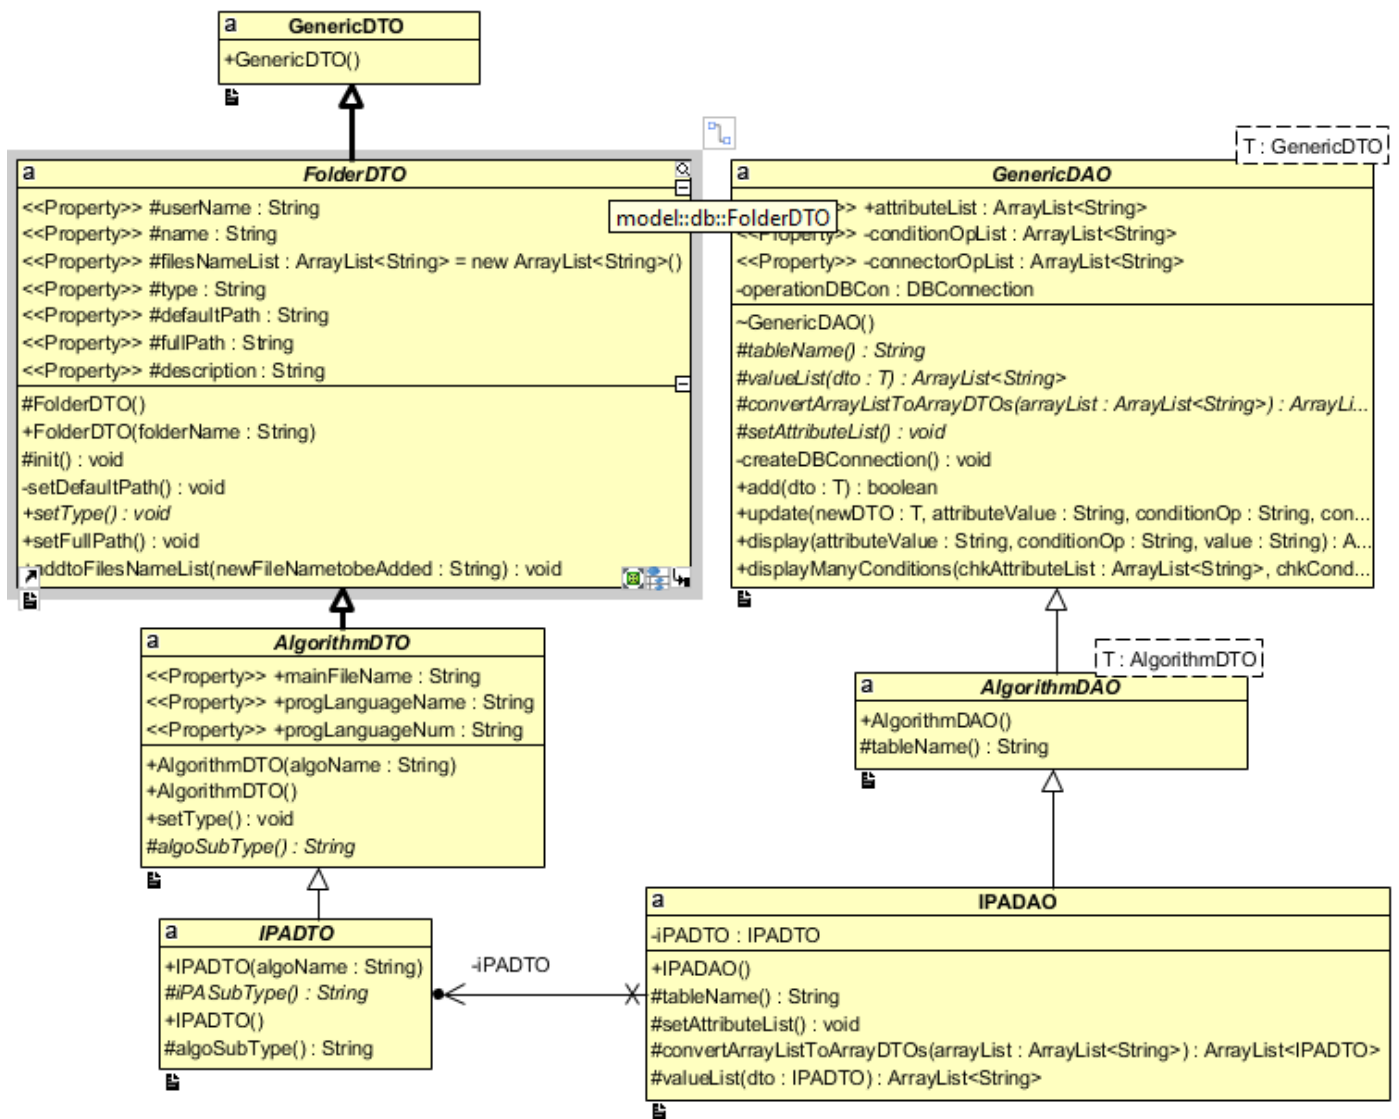 a GenericDTO
+GenericDTO()
a FolderDTO
<<Property>> #userName : String
<<Property>> #name : String
<<Property>> #filesNameList : ArrayList<String> = new ArrayList<String>()
<<Property>> #type : String
<<Property>> #defaultPath : String
<<Property>> #fullPath : String
<<Property>> #description : String
#FolderDTO()
+FolderDTO(folderName : String)
#init() : void
-setDefaultPath() : void
+setType() : void
+setFullPath() : void
addtoFilesNameList(newFileNametobeAdded : String) : void
model::db::FolderDTO
T : GenericDTO
a GenericDAO
>> +attributeList : ArrayList<String>
<<Property>> -conditionOpList : ArrayList<String>
<<Property>> -connectorOpList : ArrayList<String>
-operationDBCon : DBConnection
~GenericDAO()
#tableName() : String
#valueList(dto : T) : ArrayList<String>
#convertArrayListToArrayDTOs(arrayList : ArrayList<String>) : ArrayLi...
#setAttributeList() : void
-createDBConnection() : void
+add(dto : T) : boolean
+update(newDTO : T, attributeValue : String, conditionOp : String, con...
+display(attributeValue : String, conditionOp : String, value : String) : A...
+displayManyConditions(chkAttributeList : ArrayList<String>, chkCond...
a AlgorithmDTO
<<Property>> +mainFileName : String
<<Property>> +progLanguageName : String
<<Property>> +progLanguageNum : String
+AlgorithmDTO(algoName : String)
+AlgorithmDTO()
+setType() : void
#algoSubType() : String
T : AlgorithmDTO
a AlgorithmDAO
+AlgorithmDAO()
#tableName() : String
a IPADTO
+IPADTO(algoName : String)
#iPASubType() : String
+IPADTO()
#algoSubType() : String
-iPADTO
a IPADAO
-iPADTO : IPADTO
+IPADAO()
#tableName() : String
#setAttributeList() : void
#convertArrayListToArrayDTOs(arrayList : ArrayList<String>) : ArrayList<IPADTO>
#valueList(dto : IPADTO) : ArrayList<String>